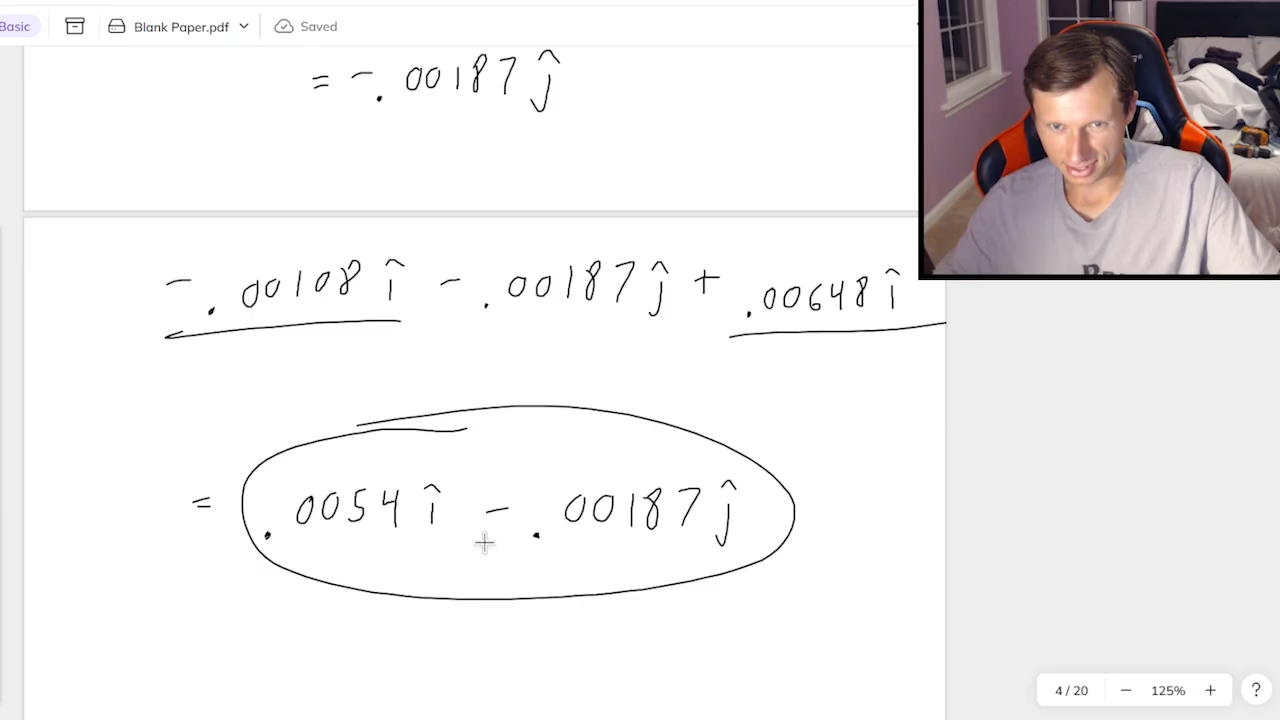 Basic
Blank Paper.pdf
Saved
= -.00187 ĵ
-.00108 î - .00187 ĵ + .00648 î
= .0054 î - .00187 ĵ
4 / 20
125%
?